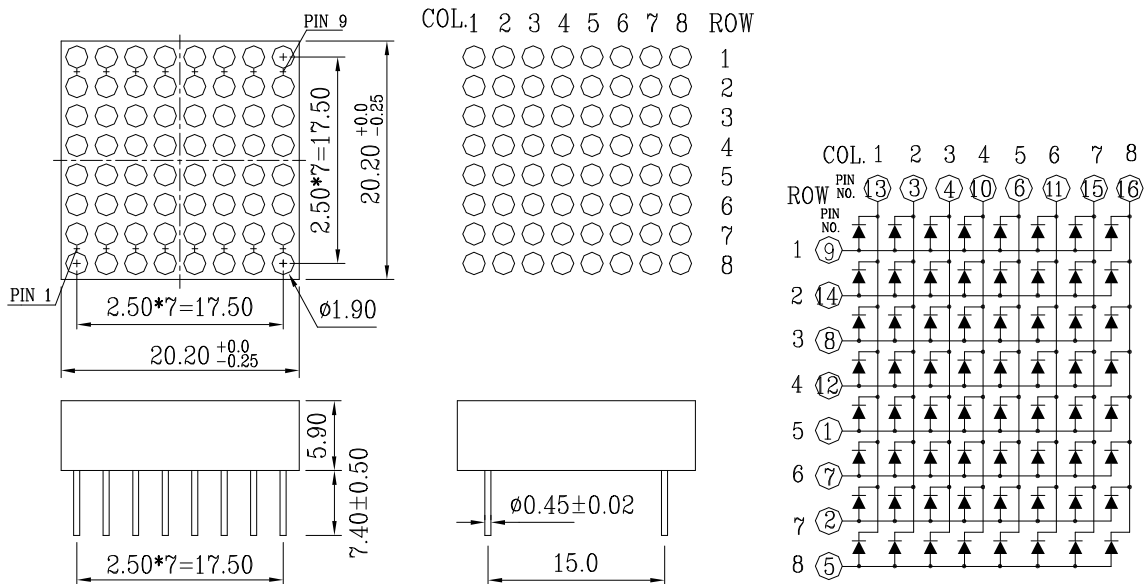 PIN 9
2.50*7=17.50
20.20 +0.0 -0.25
PIN 1
2.50*7=17.50
ø1.90
20.20 +0.0 -0.25
5.90
7.40±0.50
2.50*7=17.50
COL. 1 2 3 4 5 6 7 8 ROW
1
2
3
4
5
6
7
8
ø0.45±0.02
15.0
COL. 1 2 3 4 5 6 7 8
ROW PIN NO. 13 3 4 10 6 11 15 16
PIN NO.
1 9
2 14
3 8
4 12
5 1
6 7
7 2
8 5